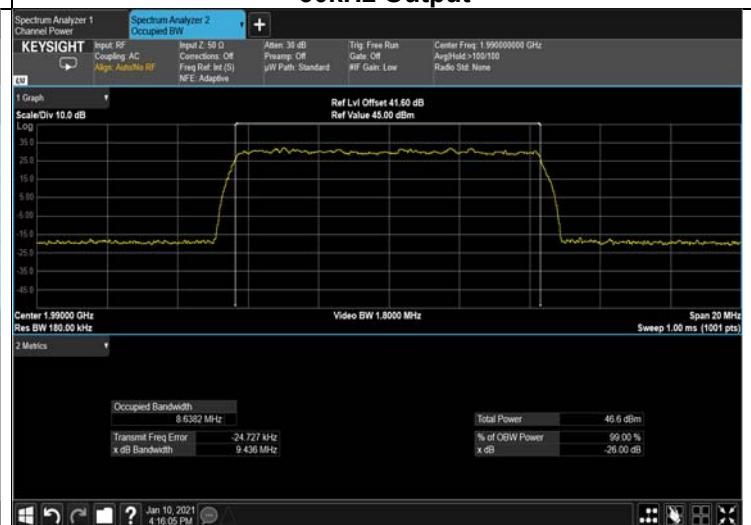 60kHz Output
Spectrum Analyzer 1
Channel Power
Spectrum Analyzer 2
Occupied BW
+
KEYSIGHT
Input: RF
Coupling: AC
Align: Auto/No RF
Input Z: 50 Ω
Corrections: Off
Freq Ref: Int (S)
NFE: Adaptive
Atten: 30 dB
Preamp: Off
µW Path: Standard
Trig: Free Run
Gate: Off
#IF Gain: Low
Center Freq: 1.990000000 GHz
Avg|Hold:>100/100
Radio Std: None
LXI
1 Graph
Scale/Div 10.0 dB
Ref Lvl Offset 41.60 dB
Ref Value 45.00 dBm
Log
35.0
25.0
15.0
5.00
-5.00
-15.0
-25.0
-35.0
-45.0
Center 1.99000 GHz
Res BW 180.00 kHz
Video BW 1.8000 MHz
Span 20 MHz
Sweep 1.00 ms (1001 pts)
2 Metrics
Occupied Bandwidth
8.6382 MHz
Transmit Freq Error -24.727 kHz
x dB Bandwidth 9.436 MHz
Total Power 46.6 dBm
% of OBW Power 99.00 %
x dB -26.00 dB
?
Jan 10, 2021
4:16:05 PM